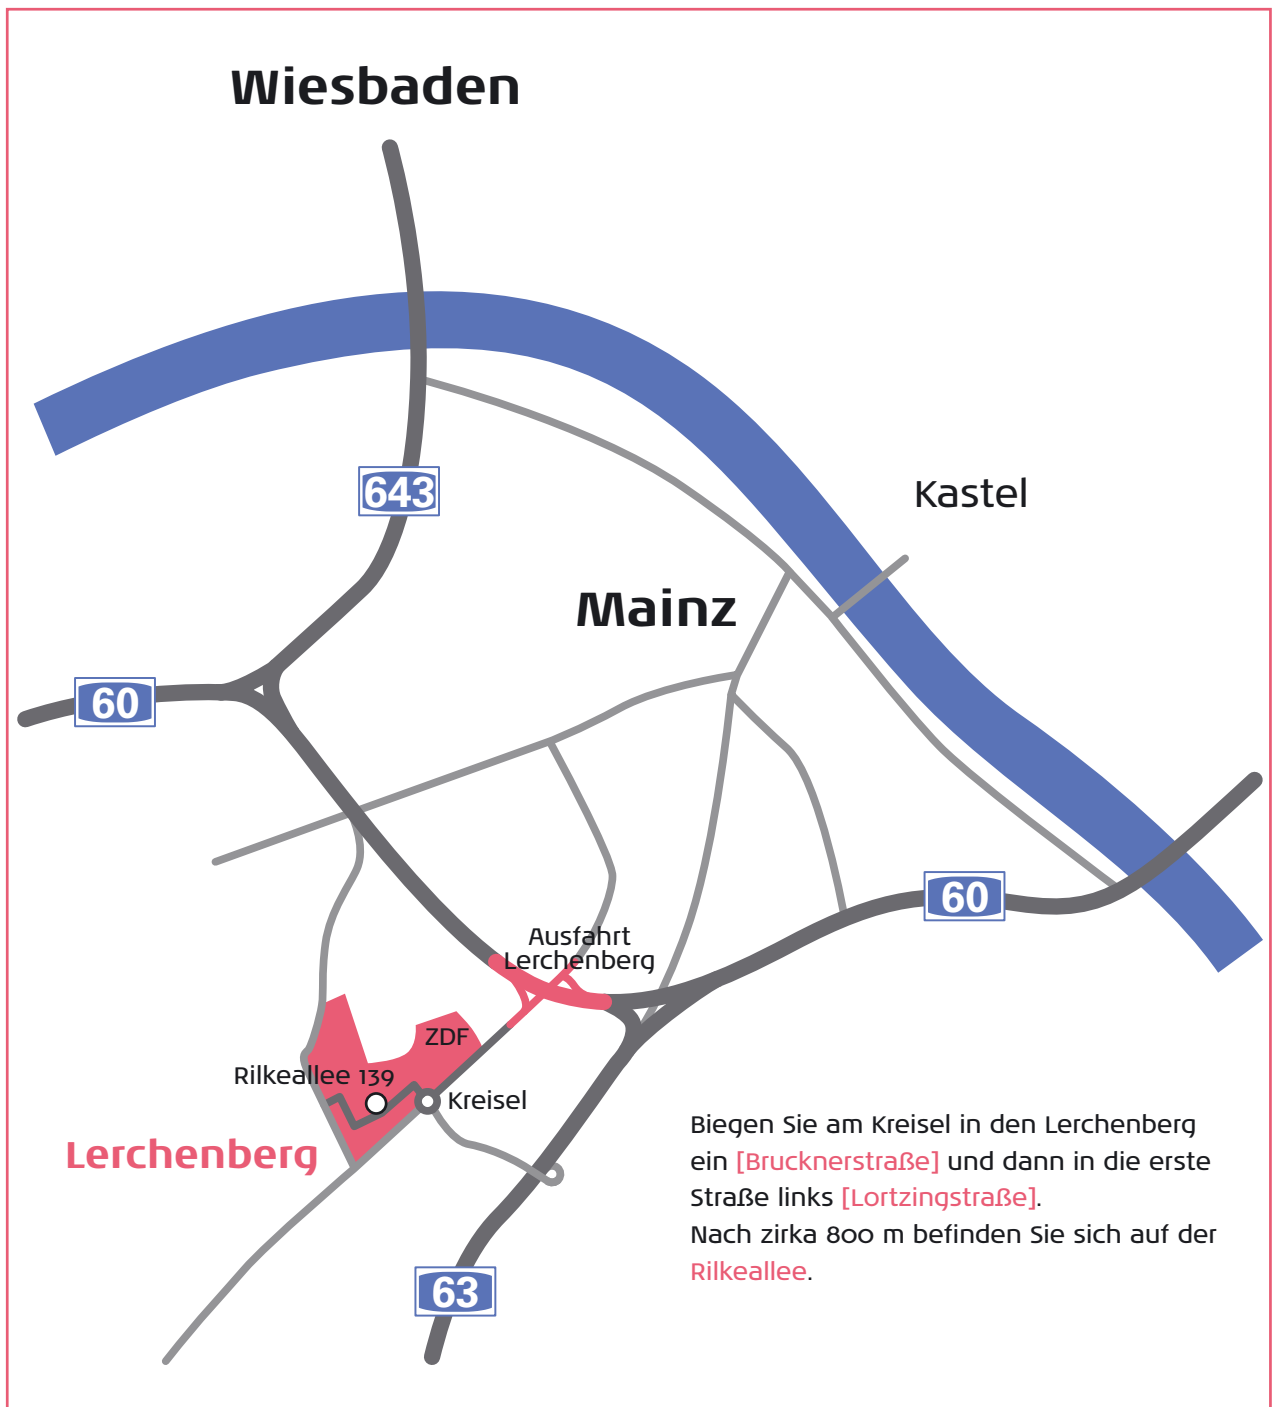 Wiesbaden
643
Kastel
Mainz
60
60
Ausfahrt
Lerchenberg
ZDF
Rilkeallee 139
Kreisel
Lerchenberg
63
Biegen Sie am Kreisel in den Lerchenberg
ein [Brucknerstraße] und dann in die erste
Straße links [Lortzingstraße].
Nach zirka 800 m befinden Sie sich auf der
Rilkeallee.